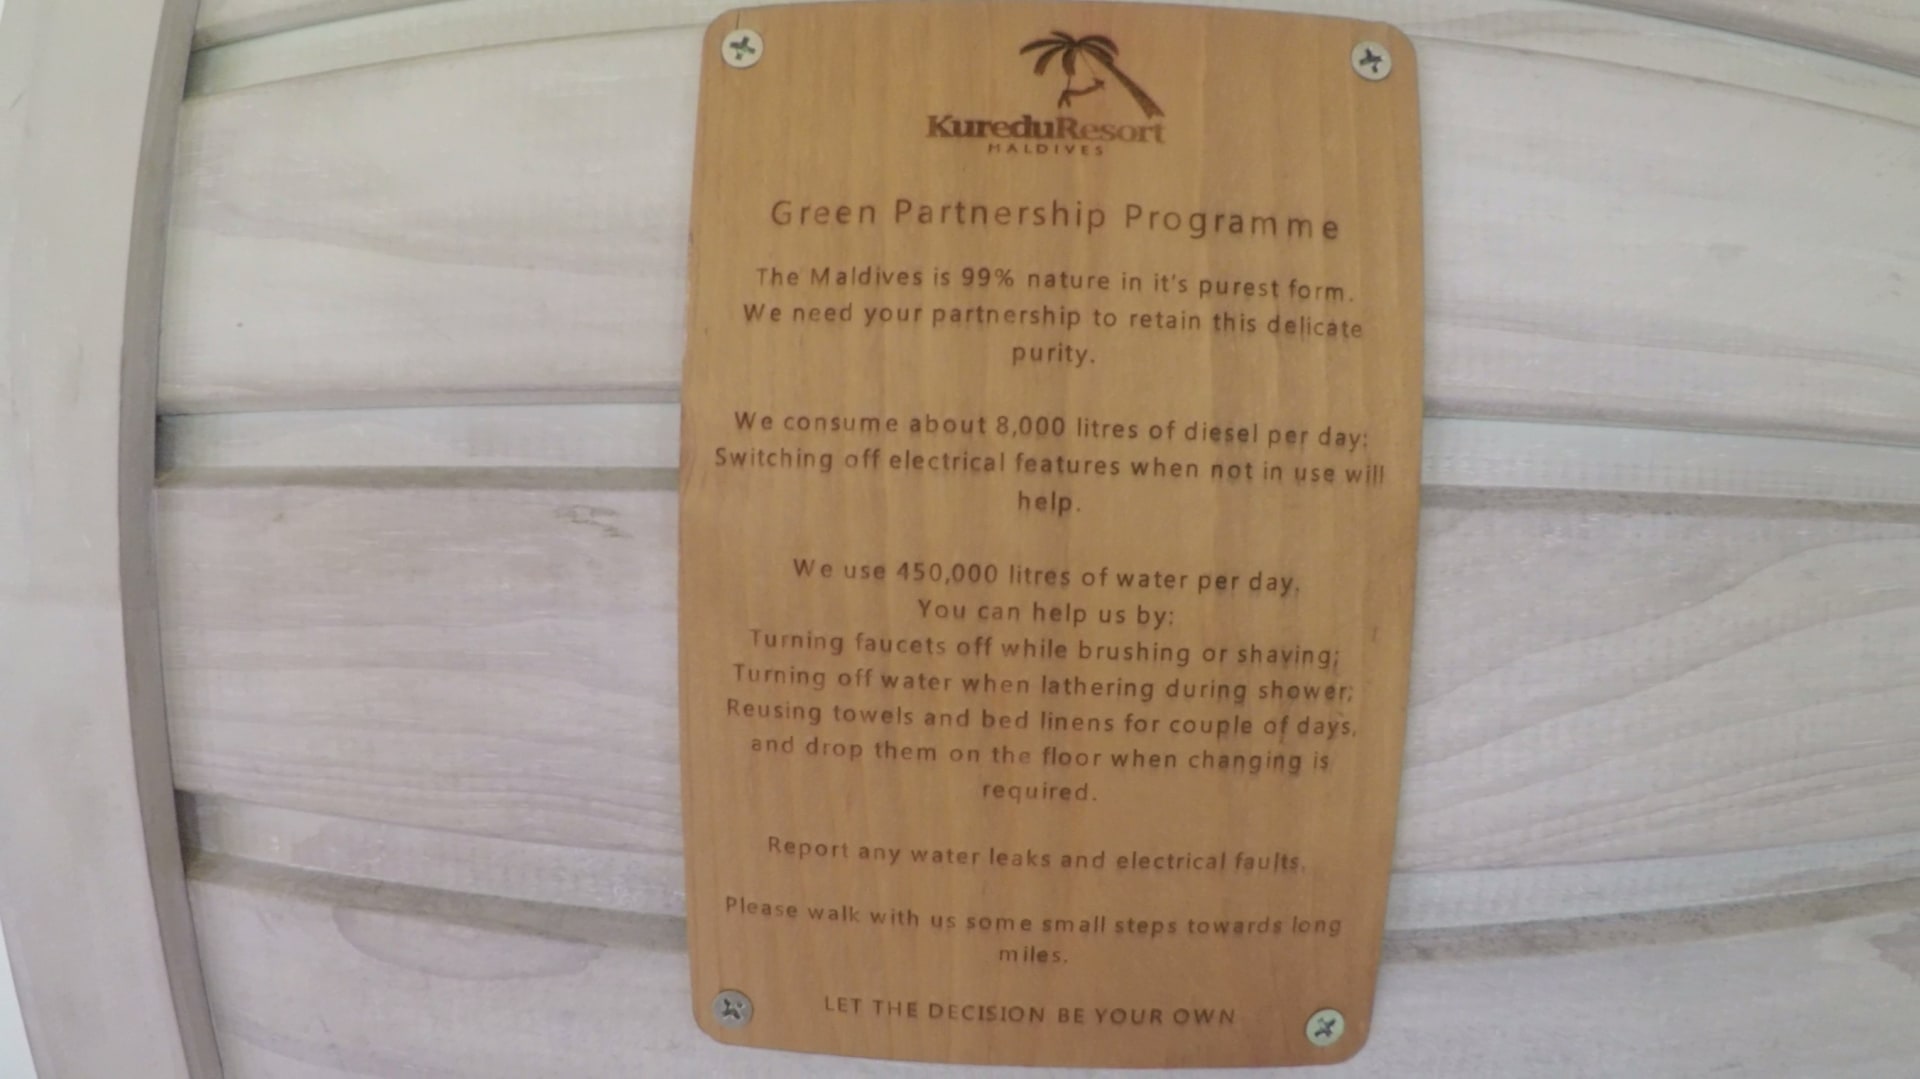 KureduResort
MALDIVES
Green Partnership Programme
The Maldives is 99% nature in it's purest form.
We need your partnership to retain this delicate
purity.
We consume about 8,000 litres of diesel per day;
Switching off electrical features when not in use will
help.
We use 450,000 litres of water per day.
You can help us by:
Turning faucets off while brushing or shaving;
Turning off water when lathering during shower;
Reusing towels and bed linens for couple of days,
and drop them on the floor when changing is
required.
Report any water leaks and electrical faults.
Please walk with us some small steps towards long
miles.
LET THE DECISION BE YOUR OWN